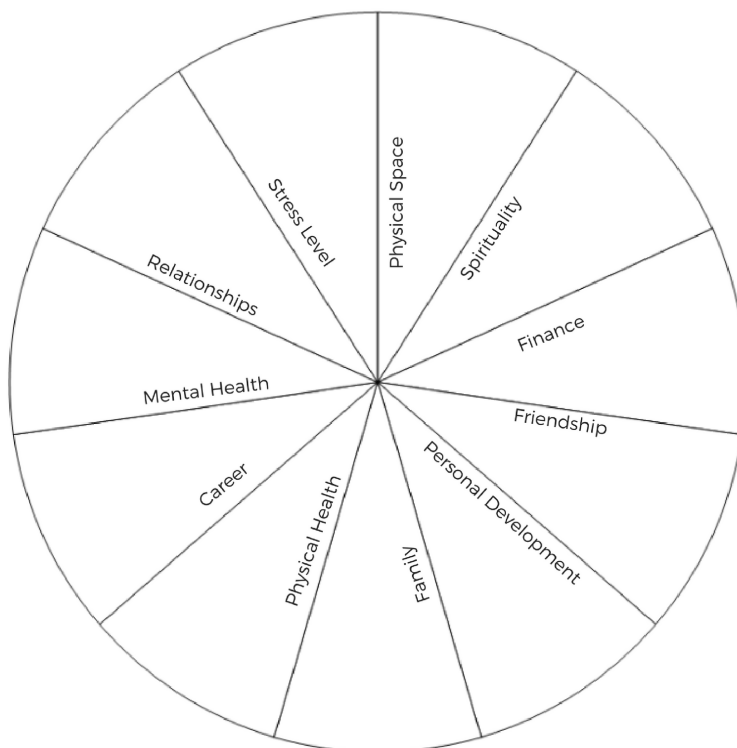 Physical Space
Spirituality
Finance
Friendship
Personal Development
Family
Physical Health
Career
Mental Health
Relationships
Stress Level